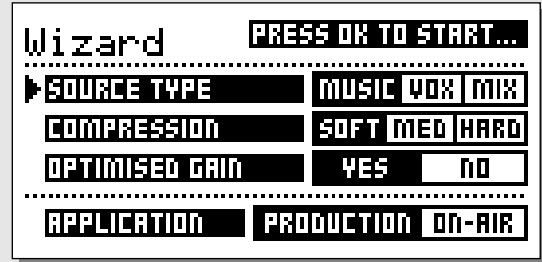 Wizard PRESS OK TO START...
SOURCE TYPE MUSIC VOX MIX
COMPRESSION SOFT MED HARD
OPTIMISED GAIN YES NO
APPLICATION PRODUCTION ON-AIR